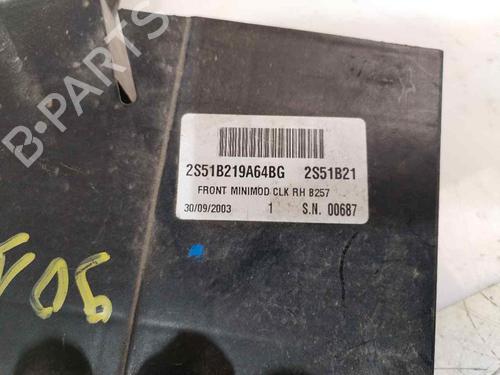 B-PARTS
2S51B219A64BG 2S51B21
FRONT MINIMOD CLK RH B257
30/09/2003 1 S.N. 00687